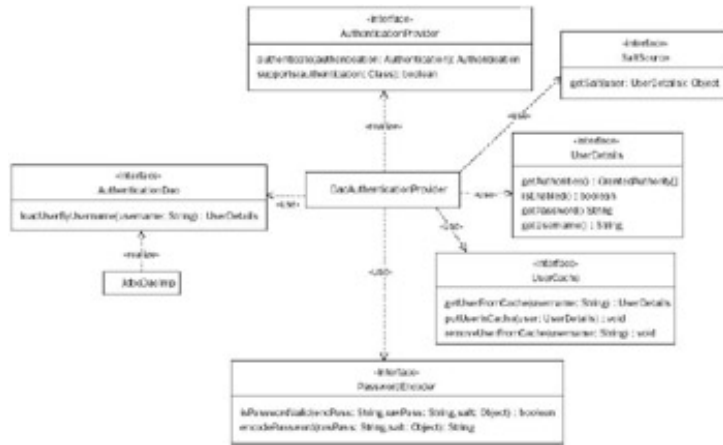 «interface»
AuthenticationProvider
authenticate(authentication: Authentication): Authentication
supports(authentication: Class): boolean
«interface»
SaltSource
getSalt(user: UserDetails): Object
«use»
«realize»
«interface»
UserDetails
getAuthorities() : GrantedAuthority[]
isEnabled() : boolean
getPassword() String
getUsername() : String
«interface»
AuthenticationDao
loadUserByUsername(username: String) : UserDetails
«use»
DaoAuthenticationProvider
«use»
«use»
«realize»
JdbcDaoImp
«use»
«interface»
UserCache
getUserFromCache(username: String) : UserDetails
putUserInCache(user: UserDetails) : void
removeUserFromCache(username: String) : void
«interface»
PasswordEncoder
isPasswordValid(encPass: String,rawPass: String,salt: Object) : boolean
encodePassword(rawPass: String,salt: Object): String